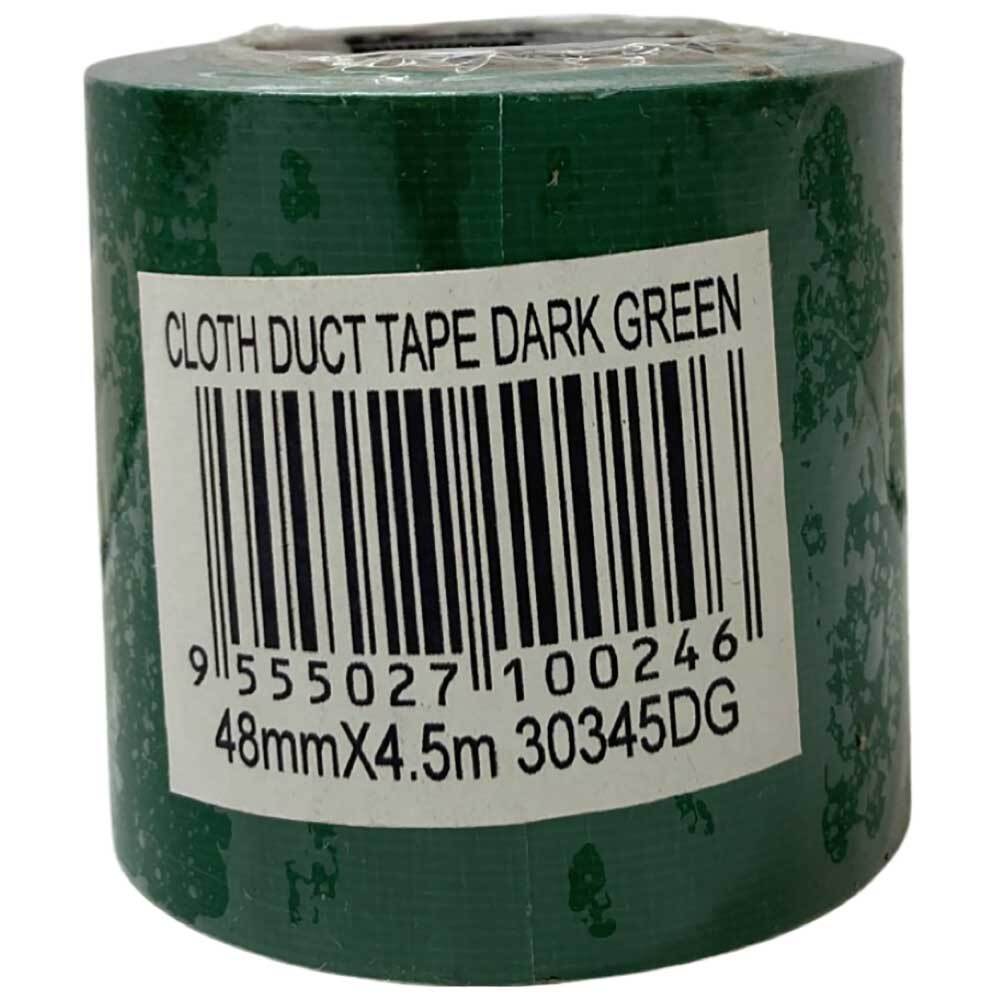 CLOTH DUCT TAPE DARK GREEN
9 555027 100246
48mmX4.5m 30345DG